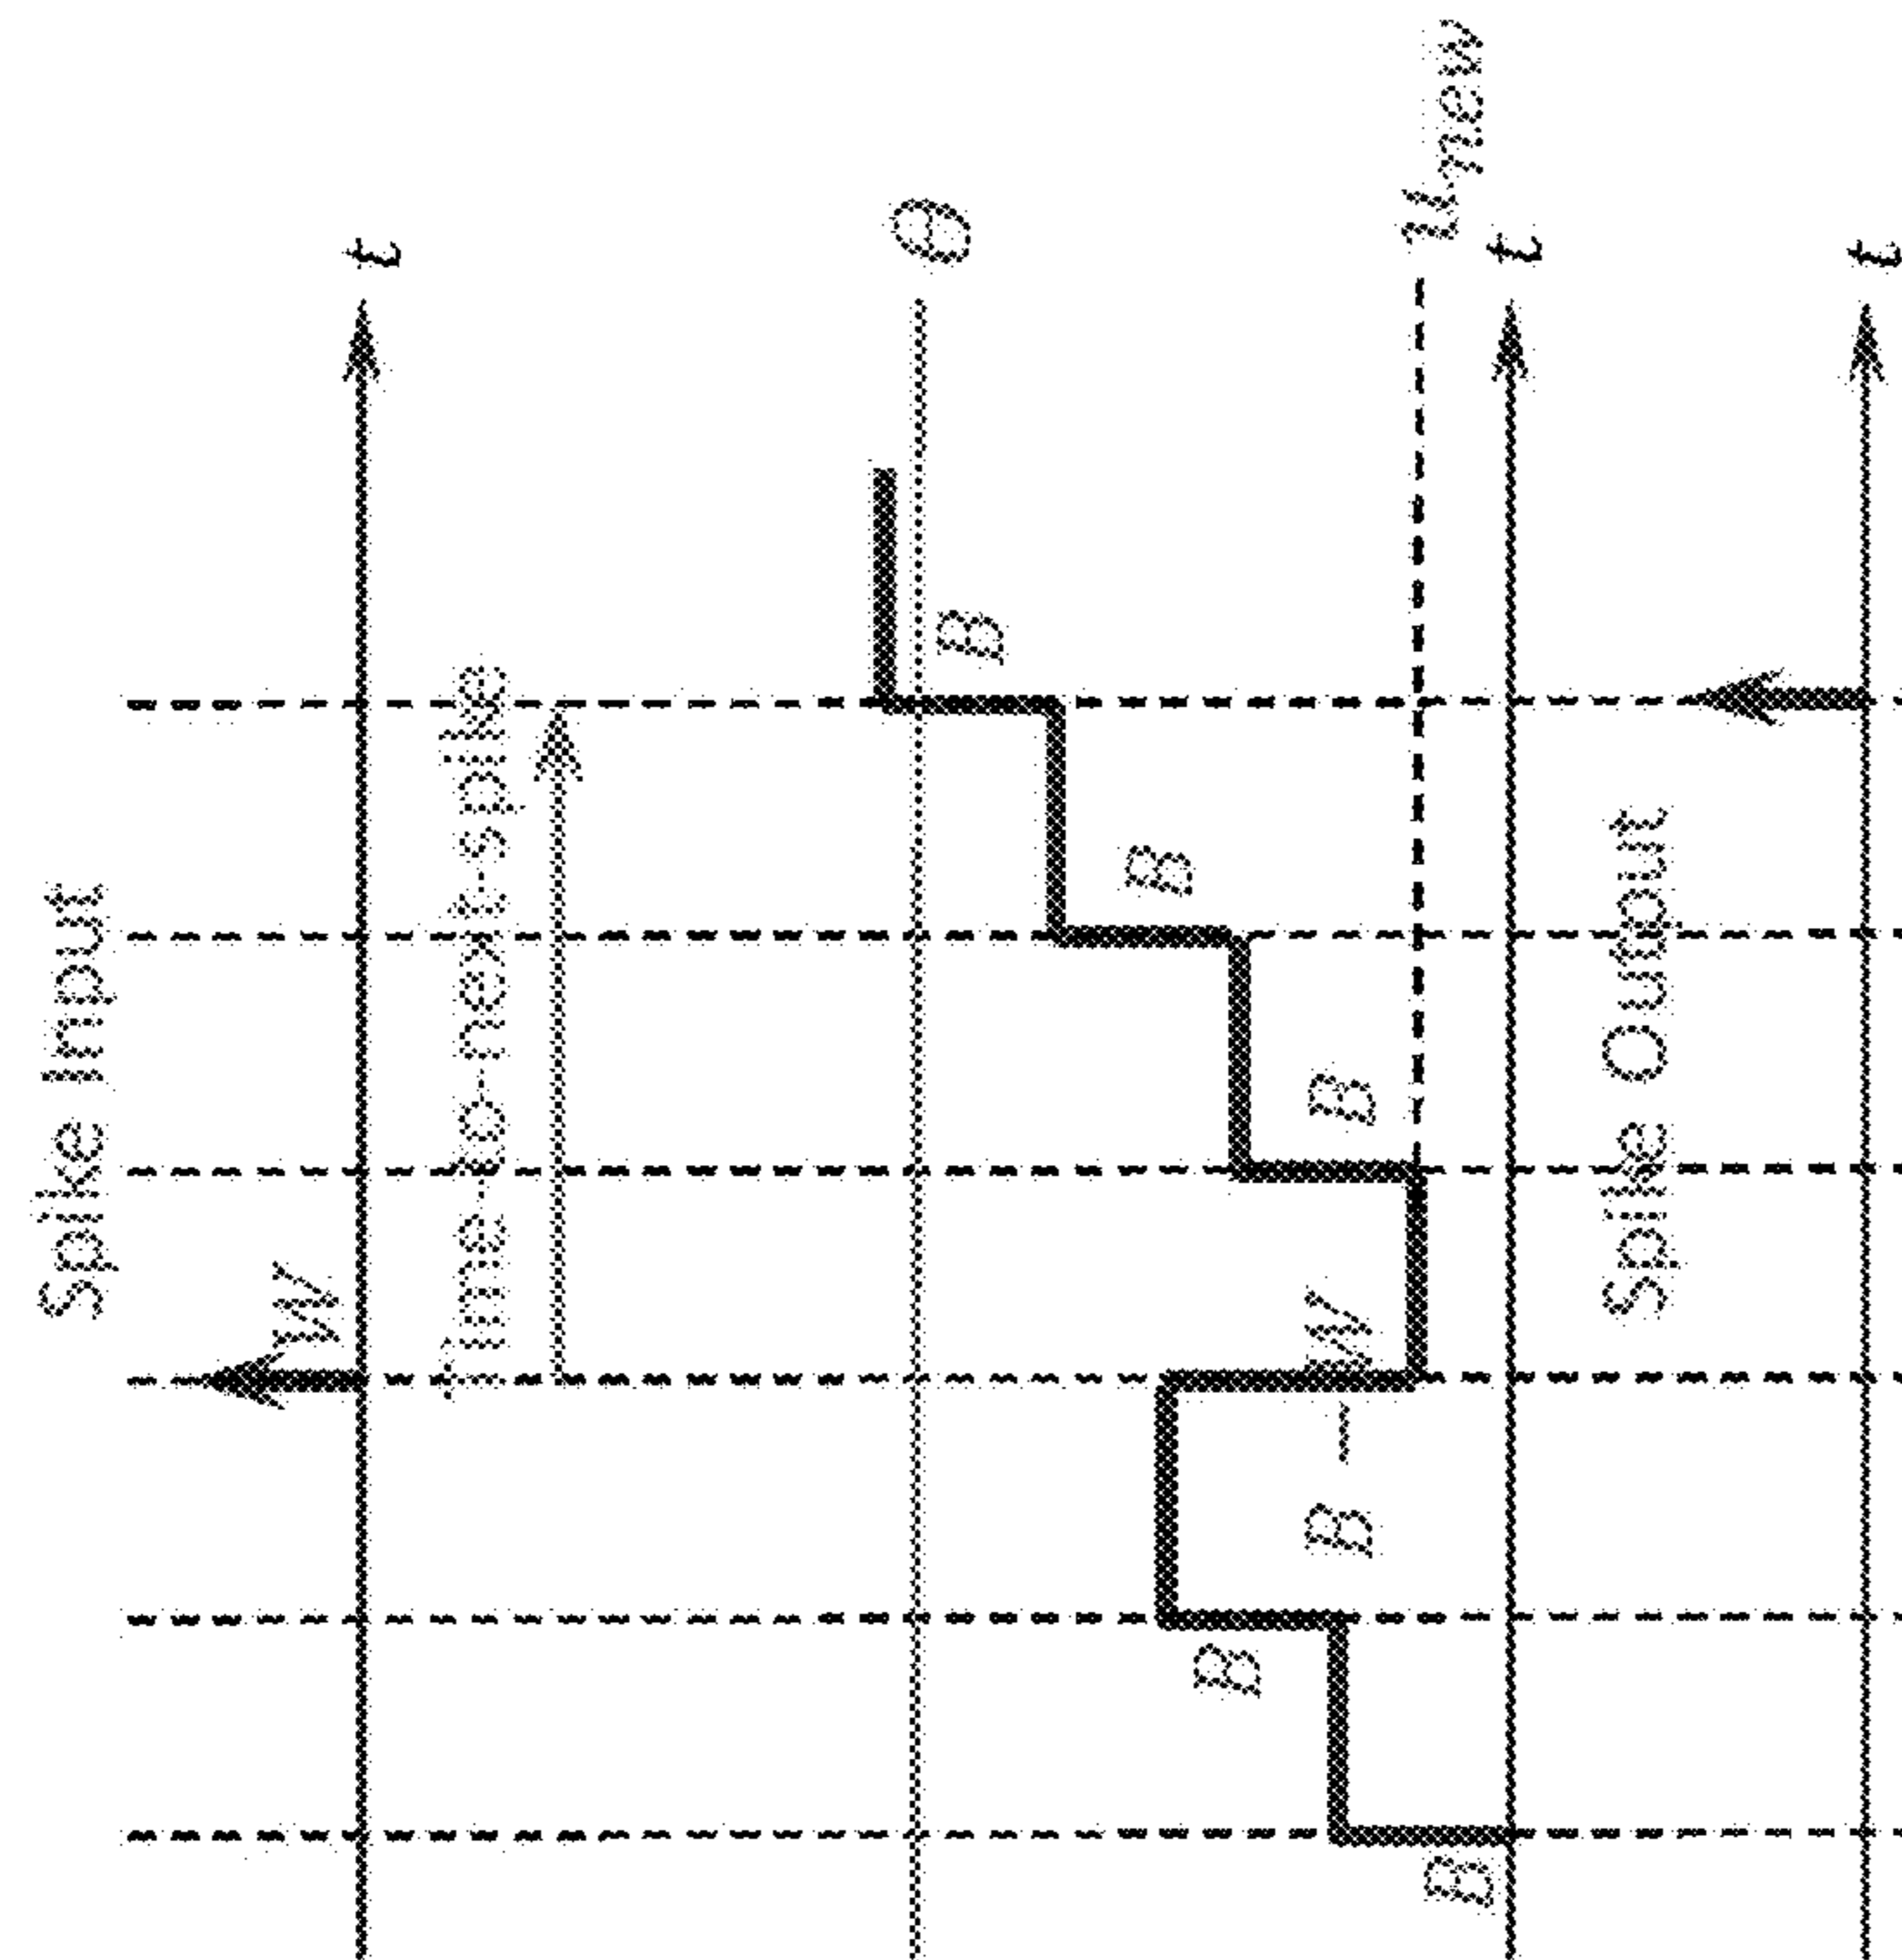 Spike Input
W
t
Time-to-next-spike
θ
B
B
B - W
B
B
B
u_new
t
Spike Output
t